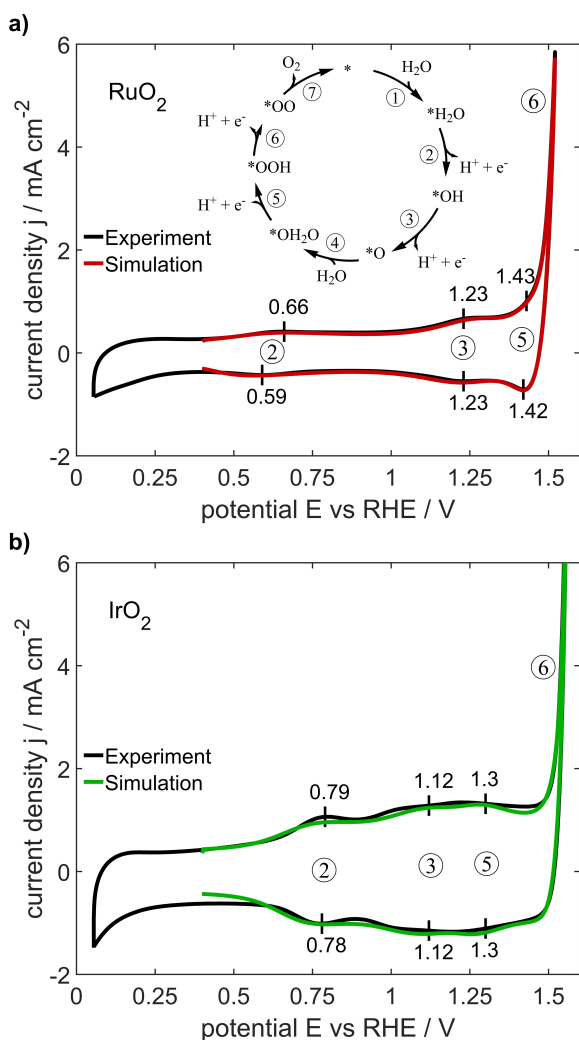 a)
RuO2
6
4
2
0
-2
current density j / mA cm-2
*
H2O
①
*H2O
②
H+ + e-
*OH
③
H+ + e-
*O
④
H2O
*OH2O
⑤
H+ + e-
*OOH
⑥
H+ + e-
*OO
⑦
O2
⑥
Experiment
Simulation
0.66
1.23
1.43
②
③
⑤
0.59
1.23
1.42
0
0.25
0.5
0.75
1
1.25
1.5
potential E vs RHE / V
b)
IrO2
6
4
2
0
-2
current density j / mA cm-2
⑥
Experiment
Simulation
0.79
1.12
1.3
②
③
⑤
0.78
1.12
1.3
0
0.25
0.5
0.75
1
1.25
1.5
potential E vs RHE / V